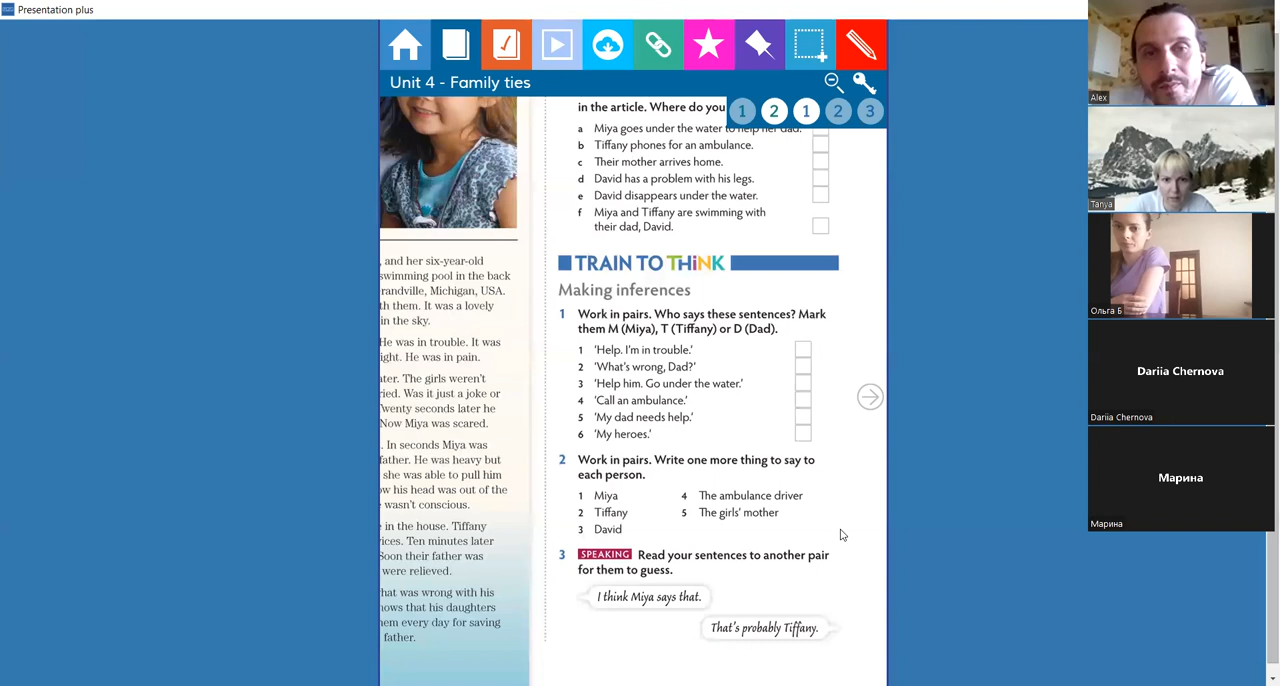 Presentation plus
Unit 4 - Family ties
1 2 1 2 3
, and her six-year-old
swimming pool in the back
randville, Michigan, USA.
th them. It was a lovely
in the sky.
He was in trouble. It was
ight. He was in pain.
ater. The girls weren't
ried. Was it just a joke or
Twenty seconds later he
Now Miya was scared.
. In seconds Miya was
father. He was heavy but
she was able to pull him
ow his head was out of the
wasn't conscious.
e in the house. Tiffany
vices. Ten minutes later
Soon their father was
were relieved.
hat was wrong with his
nows that his daughters
hem every day for saving
father.
in the article. Where do you
a Miya goes under the water to help her dad.
b Tiffany phones for an ambulance.
c Their mother arrives home.
d David has a problem with his legs.
e David disappears under the water.
f Miya and Tiffany are swimming with
their dad, David.
TRAIN TO THiNK
Making inferences
1 Work in pairs. Who says these sentences? Mark
them M (Miya), T (Tiffany) or D (Dad).
1 'Help. I'm in trouble.'
2 'What's wrong, Dad?'
3 'Help him. Go under the water.'
4 'Call an ambulance.'
5 'My dad needs help.'
6 'My heroes.'
2 Work in pairs. Write one more thing to say to
each person.
1 Miya
2 Tiffany
3 David
4 The ambulance driver
5 The girls' mother
3 SPEAKING Read your sentences to another pair
for them to guess.
I think Miya says that.
That's probably Tiffany.
Alex
Tanya
Ольга Б
Dariia Chernova
Dariia Chernova
Марина
Марина